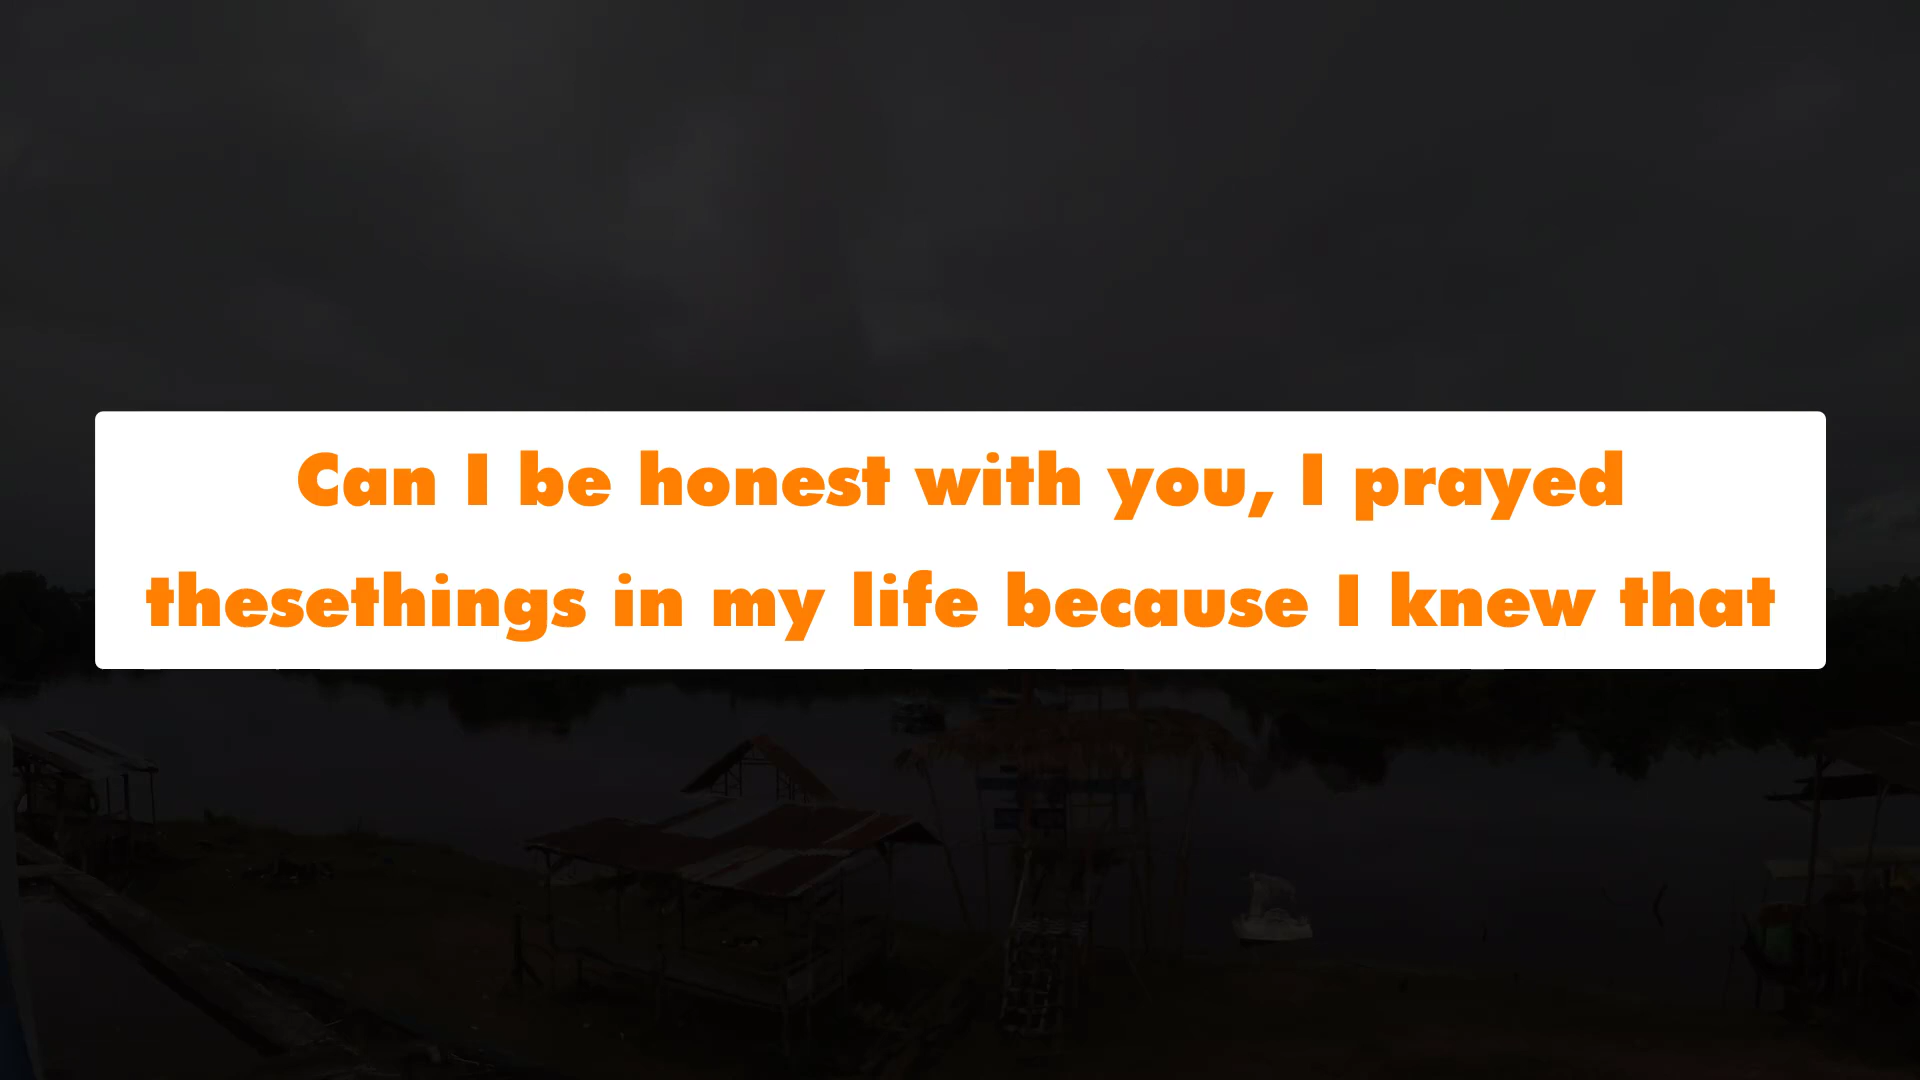 Can I be honest with you, I prayed
thesethings in my life because I knew that